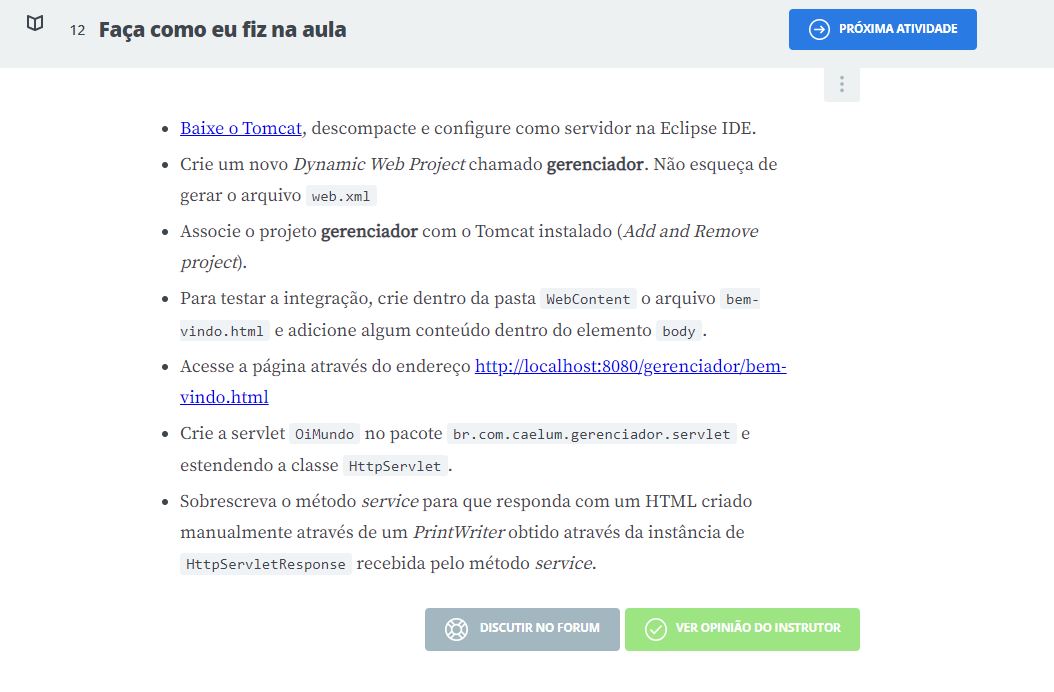 12 Faça como eu fiz na aula
PRÓXIMA ATIVIDADE
Baixe o Tomcat, descompacte e configure como servidor na Eclipse IDE.
Crie um novo Dynamic Web Project chamado gerenciador. Não esqueça de
gerar o arquivo web.xml
Associe o projeto gerenciador com o Tomcat instalado (Add and Remove
project).
Para testar a integração, crie dentro da pasta WebContent o arquivo bem-
vindo.html e adicione algum conteúdo dentro do elemento body.
Acesse a página através do endereço http://localhost:8080/gerenciador/bem-
vindo.html
Crie a servlet OiMundo no pacote br.com.caelum.gerenciador.servlet e
estendendo a classe HttpServlet.
Sobrescreva o método service para que responda com um HTML criado
manualmente através de um PrintWriter obtido através da instância de
HttpServletResponse recebida pelo método service.
DISCUTIR NO FORUM
VER OPINIÃO DO INSTRUTOR